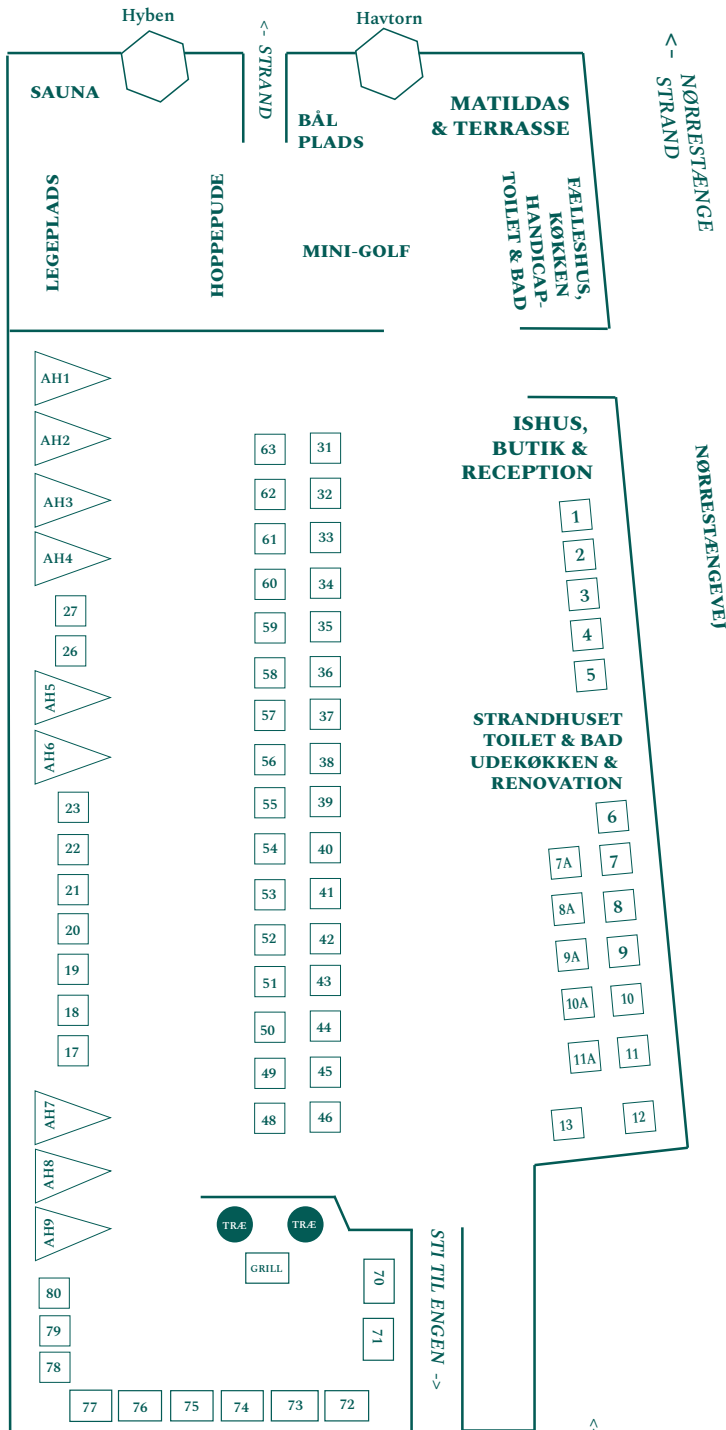 Hyben
Havtorn
<- STRAND
<- NØRRESTÆNGE
STRAND
SAUNA
BÅL
PLADS
MATILDAS
& TERRASSE
LEGEPLADS
HOPPEPUDE
MINI-GOLF
FÆLLESHUS,
KØKKEN
HANDICAP-
TOILET & BAD
AH1
AH2
AH3
AH4
27
26
AH5
AH6
23
22
21
20
19
18
17
AH7
AH8
AH9
80
79
78
63
62
61
60
59
58
57
56
55
54
53
52
51
50
49
48
31
32
33
34
35
36
37
38
39
40
41
42
43
44
45
46
ISHUS,
BUTIK &
RECEPTION
1
2
3
4
5
NØRRESTÆNGEVEJ
STRANDHUSET
TOILET & BAD
UDEKØKKEN &
RENOVATION
6
7A
7
8A
8
9A
9
10A
10
11A
11
13
12
TRÆ
TRÆ
GRILL
70
71
STI TIL ENGEN ->
77
76
75
74
73
72
<